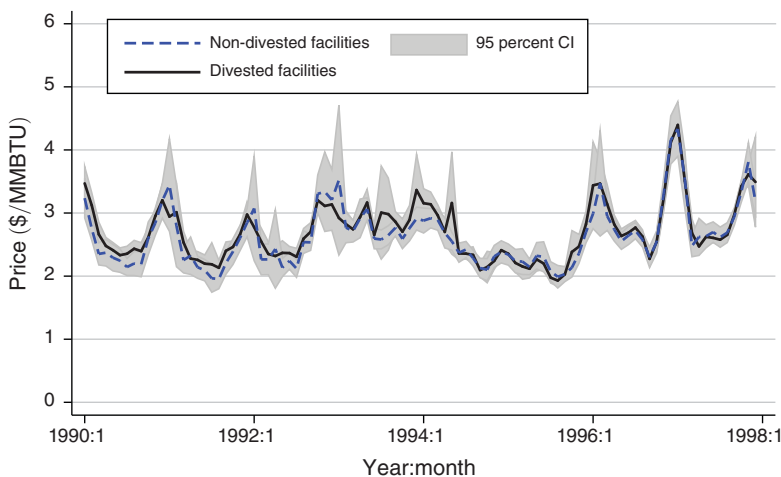 Non-divested facilities
95 percent CI
Divested facilities
Price ($/MMBTU)
6
5
4
3
2
1
0
1990:1
1992:1
1994:1
1996:1
1998:1
Year:month